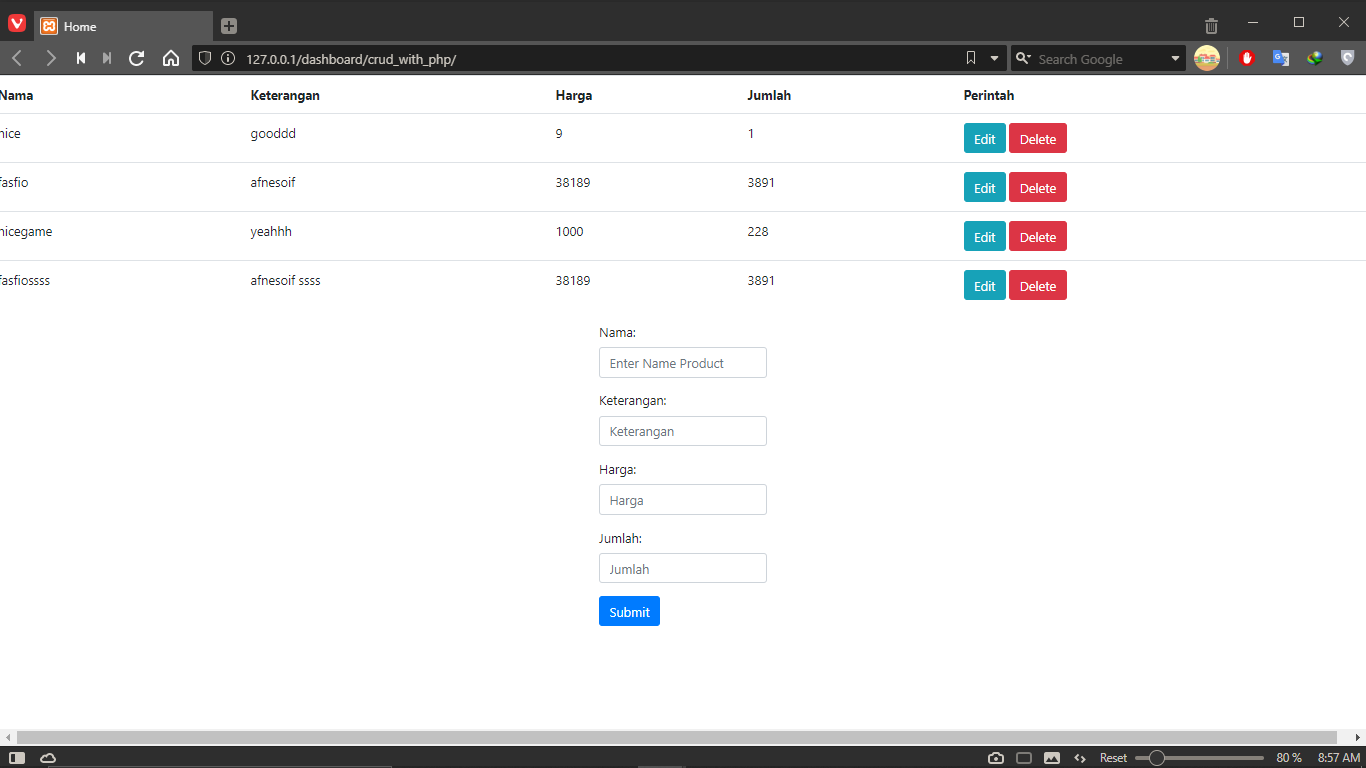 Home
127.0.0.1/dashboard/crud_with_php/ Search Google
Nama Keterangan Harga Jumlah Perintah
nice gooddd 9 1 Edit Delete
fasfio afnesoif 38189 3891 Edit Delete
nicegame yeahhh 1000 228 Edit Delete
fasfiossss afnesoif ssss 38189 3891 Edit Delete
Nama:
Enter Name Product
Keterangan:
Keterangan
Harga:
Harga
Jumlah:
Jumlah
Submit
Reset 80 % 8:57 AM